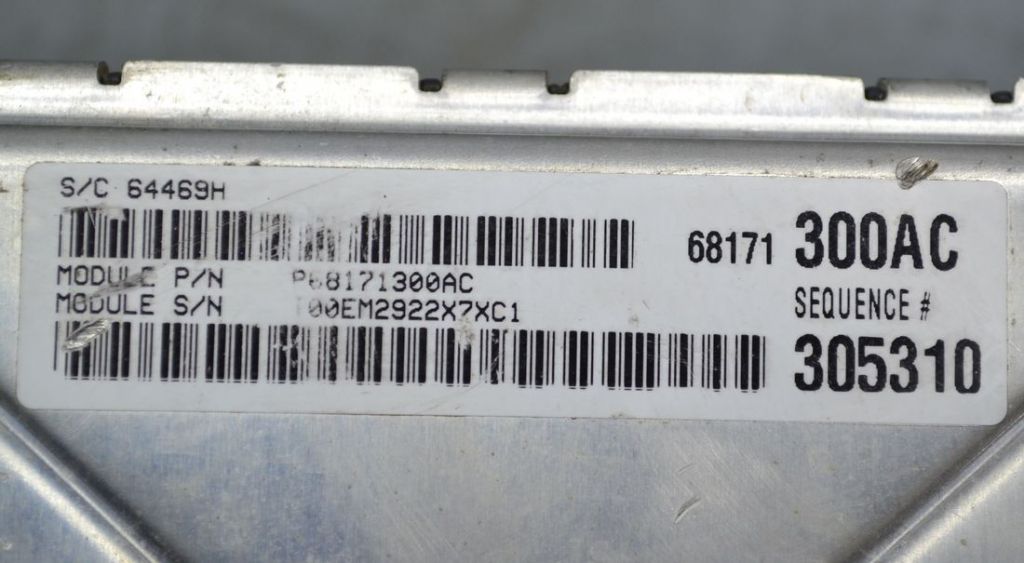 S/C 64469H
68171 300AC
MODULE P/N P68171300AC
MODULE S/N T00EM2922X7XC1
SEQUENCE #
305310